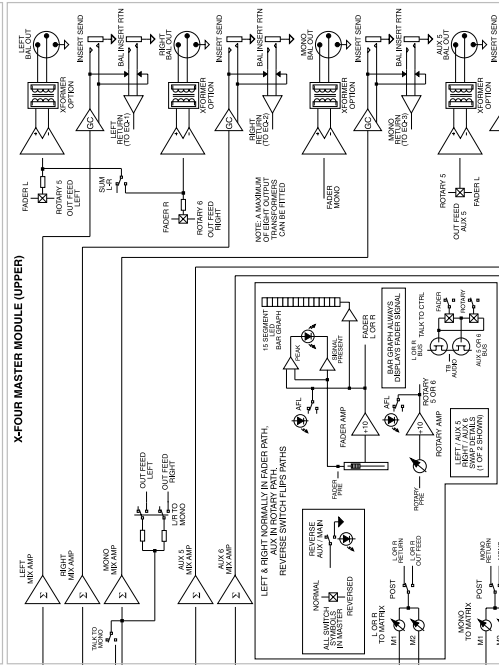 X-FOUR MASTER MODULE (UPPER)
LEFT
BAL OUT
XFORMER
OPTION
INSERT SEND
BAL INSERT RTN
GC
LEFT
RETURN
(TO EQ-1)
RIGHT
BAL OUT
XFORMER
OPTION
INSERT SEND
BAL INSERT RTN
GC
RIGHT
RETURN
(TO EQ-2)
MONO
BAL OUT
XFORMER
OPTION
INSERT SEND
BAL INSERT RTN
GC
MONO
RETURN
(TO EQ-3)
AUX 5
BAL OUT
XFORMER
OPTION
INSERT SEND
FADER L
ROTARY 5
OUT FEED
LEFT
SUM
L-R
FADER R
ROTARY 6
OUT FEED
RIGHT
NOTE: A MAXIMUM
OF EIGHT OUTPUT
TRANSFORMERS
CAN BE FITTED
FADER
MONO
ROTARY 5
OUT FEED
AUX 5
FADER L
15 SEGMENT
LED
BAR GRAPH
PEAK
SIGNAL
PRESENT
FADER
L OR R
BAR GRAPH ALWAYS
DISPLAYS FADER SIGNAL
L OR R
BUS
TALK TO CTRL
FADER
ROTARY
TB
AUDIO
AUX 5 OR 6
BUS
AFL
FADER AMP
+10
FADER
PRE
AFL
ROTARY
5 OR 6
+10
ROTARY AMP
ROTARY
PRE
LEFT / AUX 5
RIGHT / AUX 6
SWAP DETAILS
(1 OF 2 SHOWN)
LEFT & RIGHT NORMALLY IN FADER PATH.
AUX IN ROTARY PATH.
REVERSE SWITCH FLIPS PATHS
OUT FEED
LEFT
OUT FEED
RIGHT
L/R TO
MONO
REVERSE
AUX / MAIN
NORMAL
REVERSED
ALL SWITCH
SYMBOLS
IN MASTER
LEFT
MIX AMP
Σ
RIGHT
MIX AMP
Σ
MONO
MIX AMP
Σ
AUX 5
MIX AMP
Σ
AUX 6
MIX AMP
Σ
TALK TO
MONO
L OR R
TO MATRIX
M1
M2
POST
L OR R
RETURN
L OR R
OUT FEED
MONO
TO MATRIX
M1
POST
MONO
RETURN